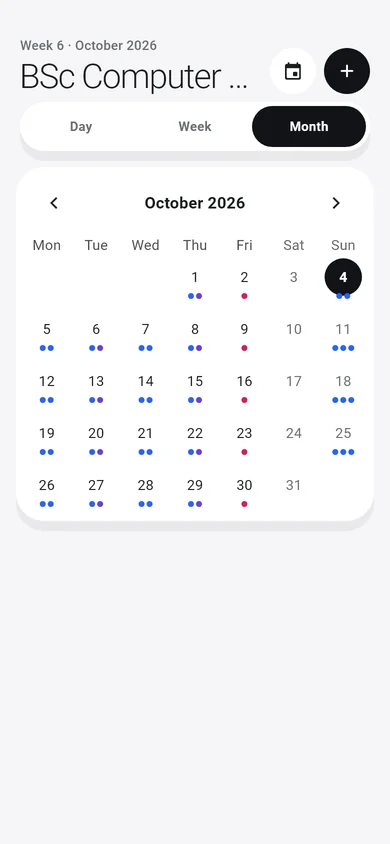 Week 6 · October 2026
BSc Computer ...
Day Week Month
October 2026
Mon Tue Wed Thu Fri Sat Sun
1 2 3 4
5 6 7 8 9 10 11
12 13 14 15 16 17 18
19 20 21 22 23 24 25
26 27 28 29 30 31